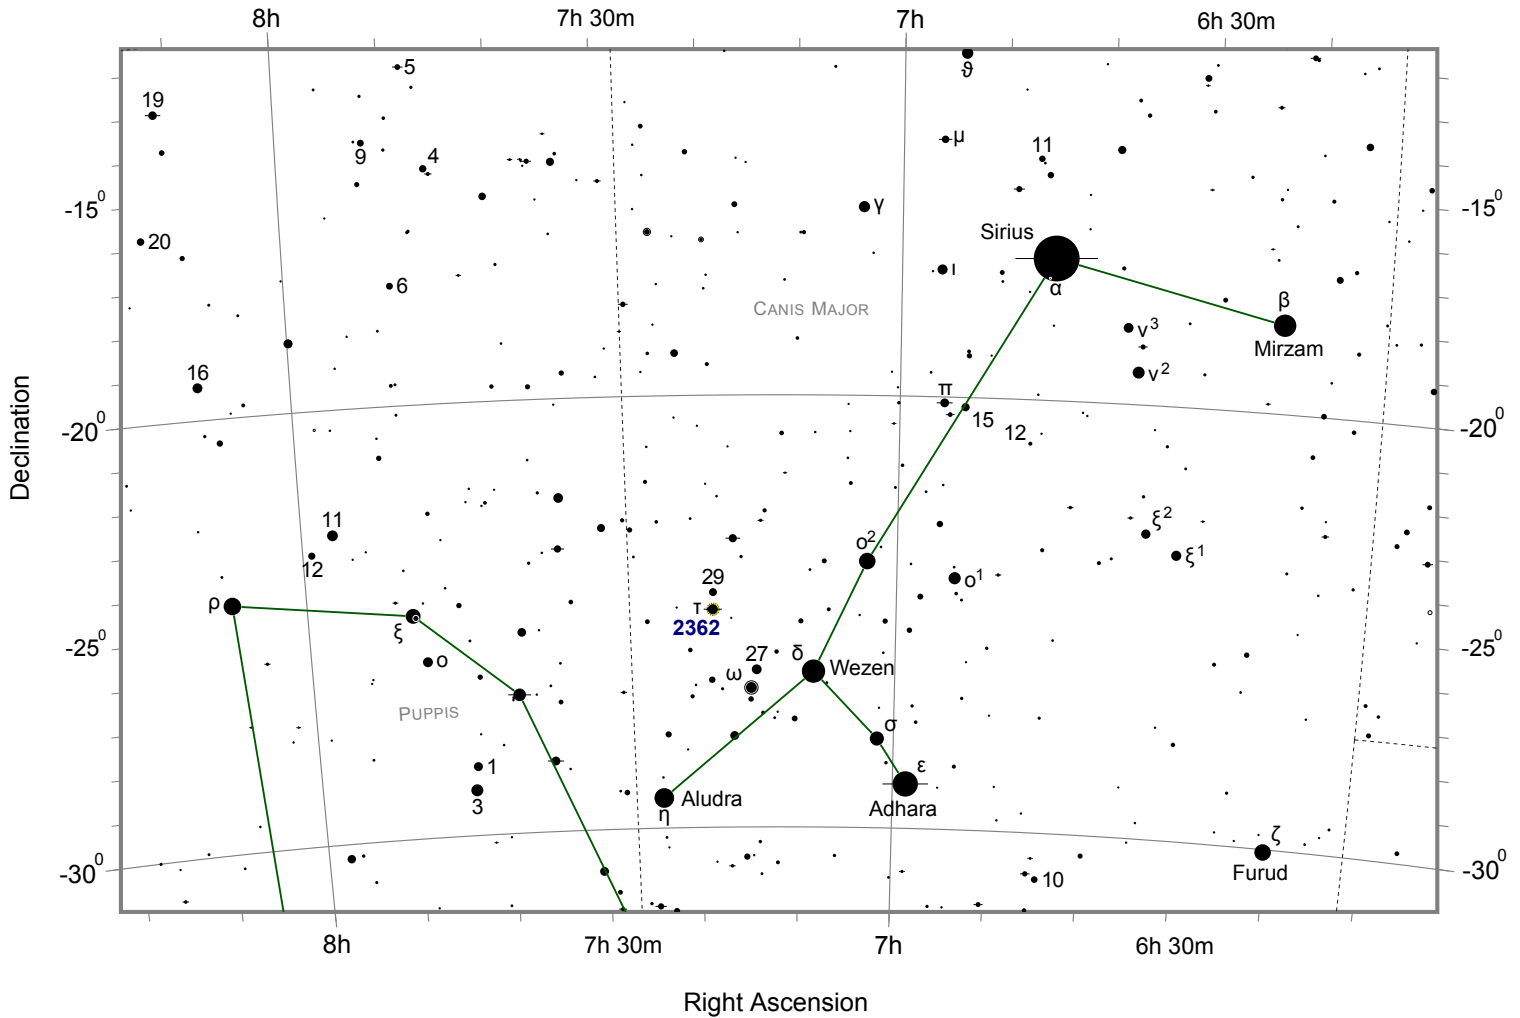 8h 7h 30m 7h 6h 30m
5 ϑ
19 9 4 μ 11
-15⁰ γ -15⁰
20 Sirius
6 ι α β
CANIS MAJOR ν³ Mirzam
16 π ν²
-20⁰ 15 12 -20⁰
Declination
11 ξ²
12 ο² ξ¹
29 ο¹
ρ τ
ξ 2362
-25⁰ ο 27 δ -25⁰
ω Wezen
PUPPIS σ
1 ε
3 Aludra Adhara
η ζ
-30⁰ Furud -30⁰
10
8h 7h 30m 7h 6h 30m
Right Ascension